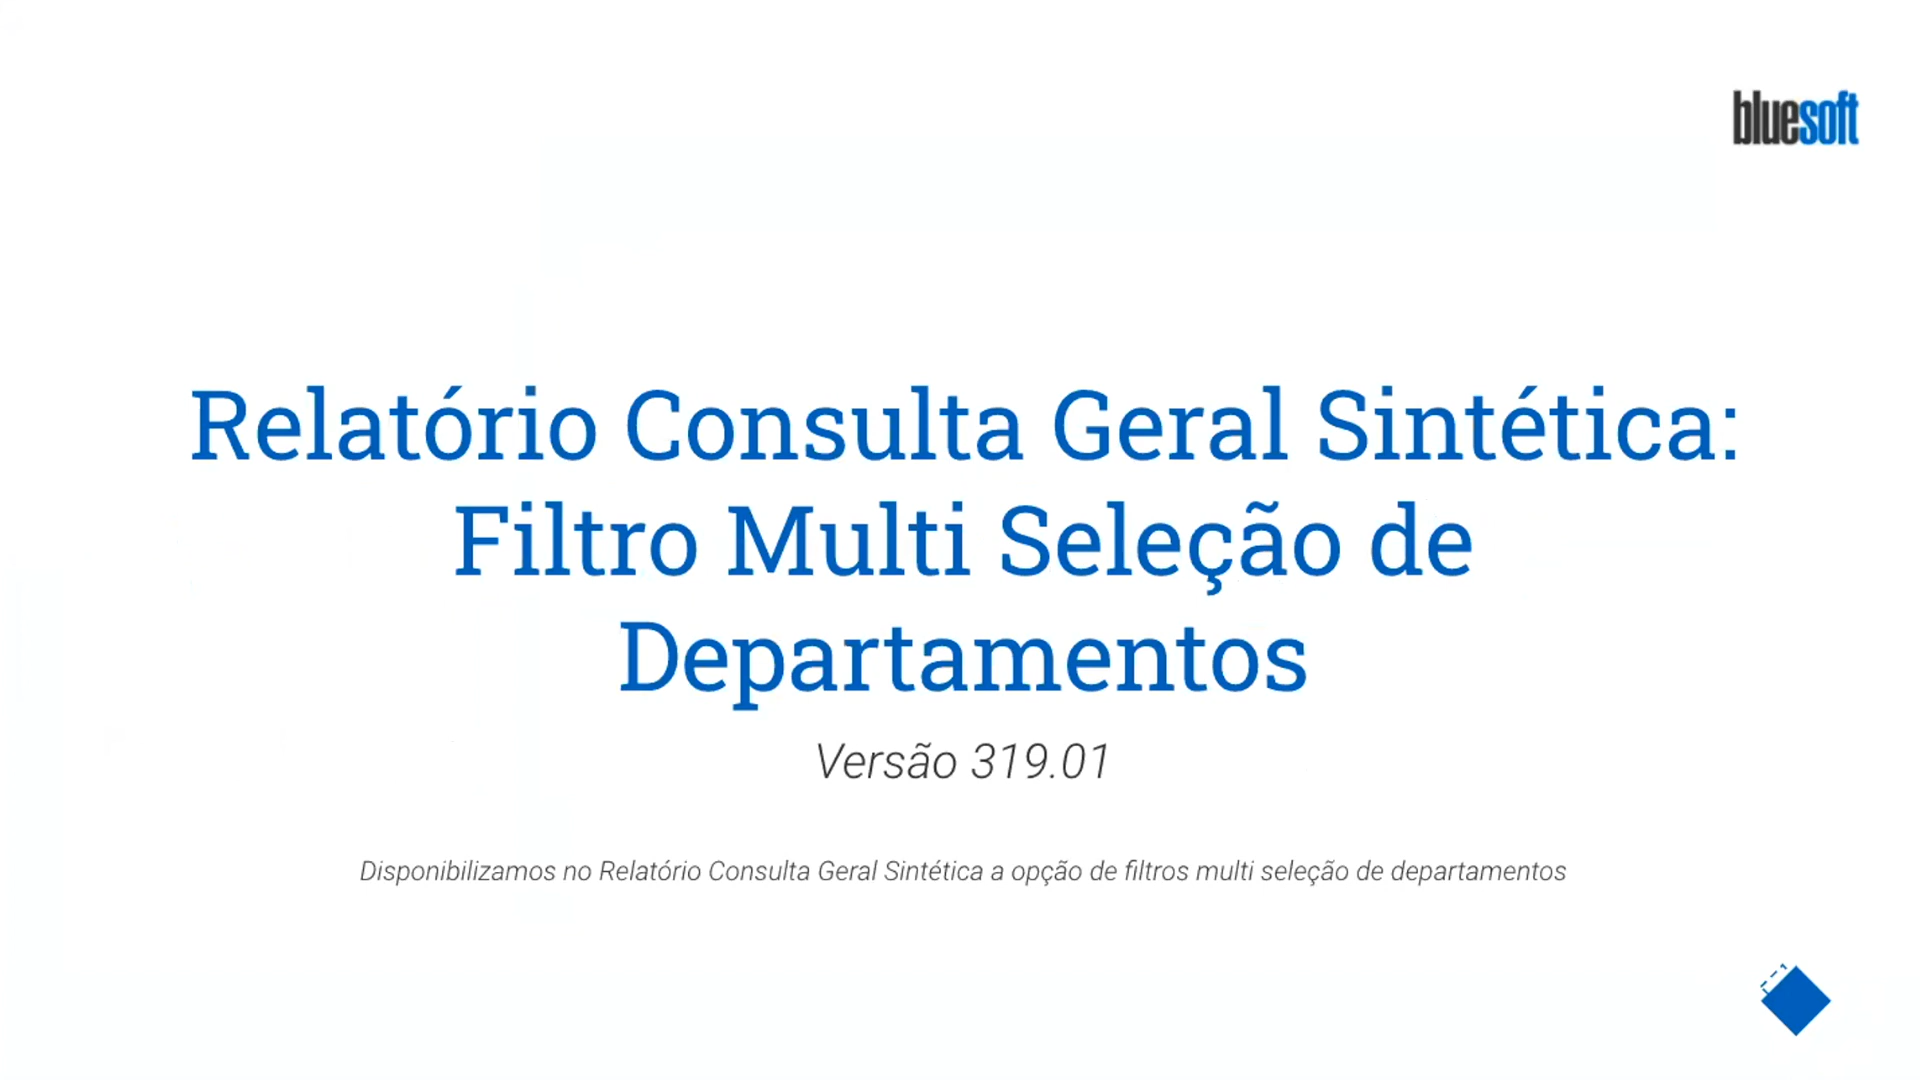 bluesoft
Relatório Consulta Geral Sintética:
Filtro Multi Seleção de
Departamentos
Versão 319.01
Disponibilizamos no Relatório Consulta Geral Sintética a opção de filtros multi seleção de departamentos